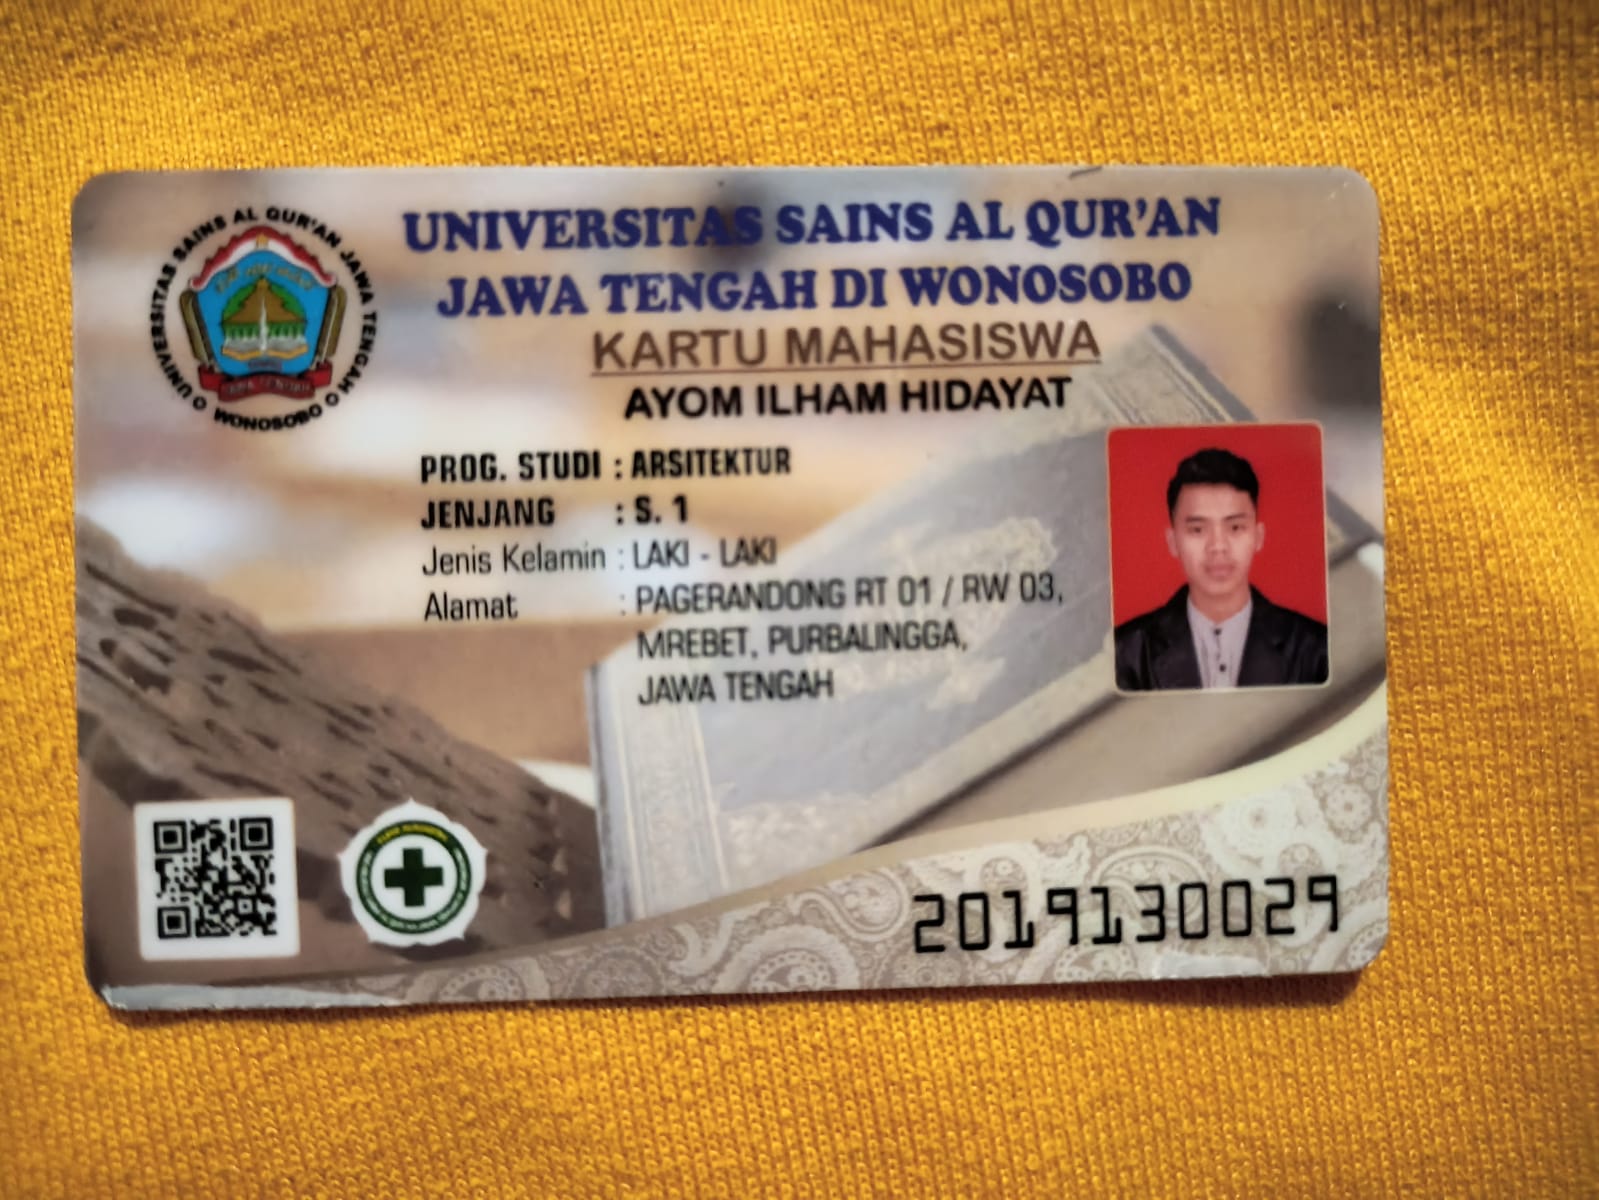 UNIVERSITAS SAINS AL QUR'AN
JAWA TENGAH DI WONOSOBO
KARTU MAHASISWA
AYOM ILHAM HIDAYAT
UNIVERSITAS SAINS AL QUR'AN JAWA TENGAH
WONOSOBO
JAWA TENGAH
PROG. STUDI : ARSITEKTUR
JENJANG : S. 1
Jenis Kelamin : LAKI - LAKI
Alamat : PAGERANDONG RT 01 / RW 03,
MREBET, PURBALINGGA,
JAWA TENGAH
2019130029